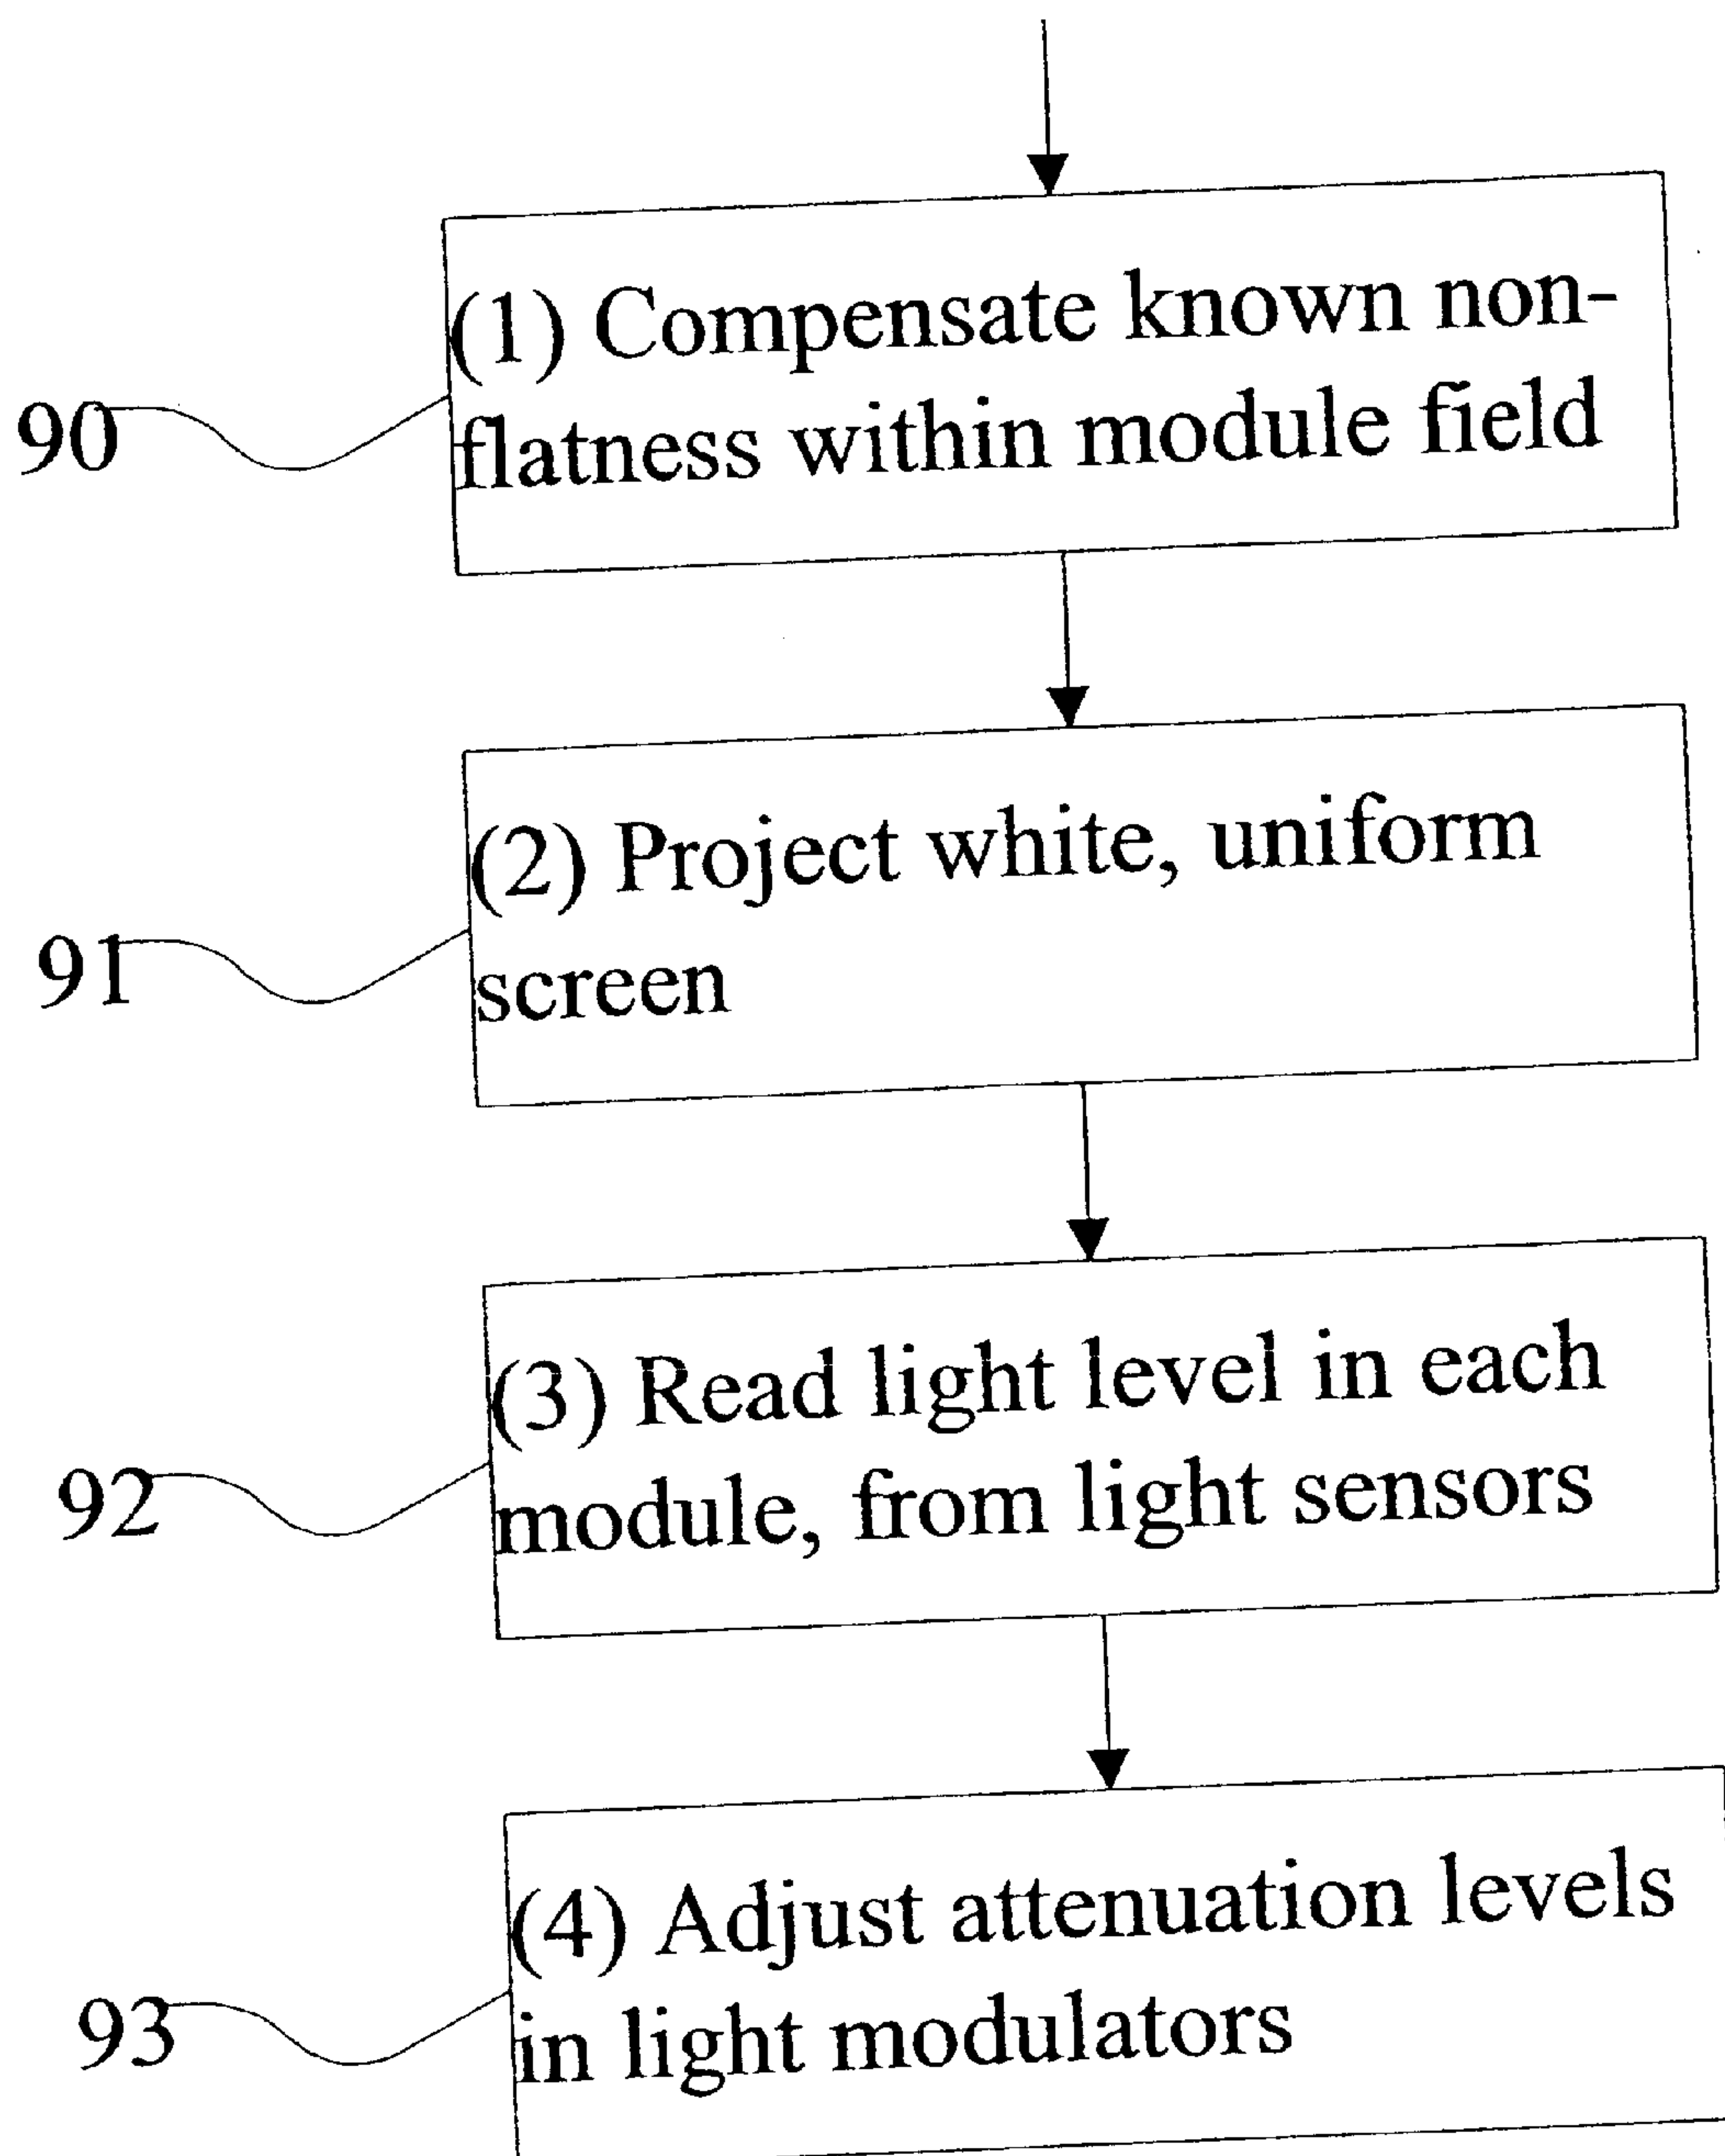 (1) Compensate known non-
flatness within module field
90
(2) Project white, uniform
screen
91
(3) Read light level in each
module, from light sensors
92
(4) Adjust attenuation levels
in light modulators
93